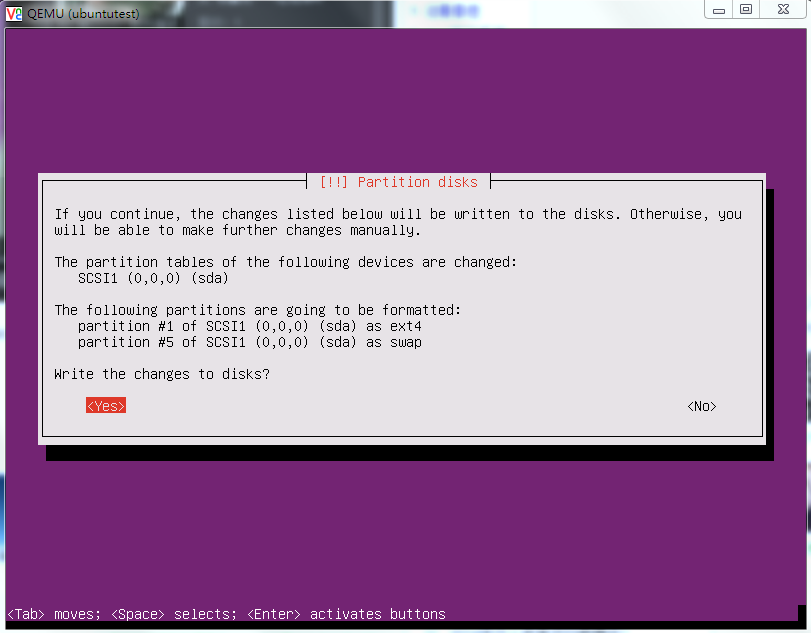 QEMU (ubuntutest)
[!!] Partition disks
If you continue, the changes listed below will be written to the disks. Otherwise, you
will be able to make further changes manually.
The partition tables of the following devices are changed:
SCSI1 (0,0,0) (sda)
The following partitions are going to be formatted:
partition #1 of SCSI1 (0,0,0) (sda) as ext4
partition #5 of SCSI1 (0,0,0) (sda) as swap
Write the changes to disks?
<Yes> <No>
<Tab> moves; <Space> selects; <Enter> activates buttons